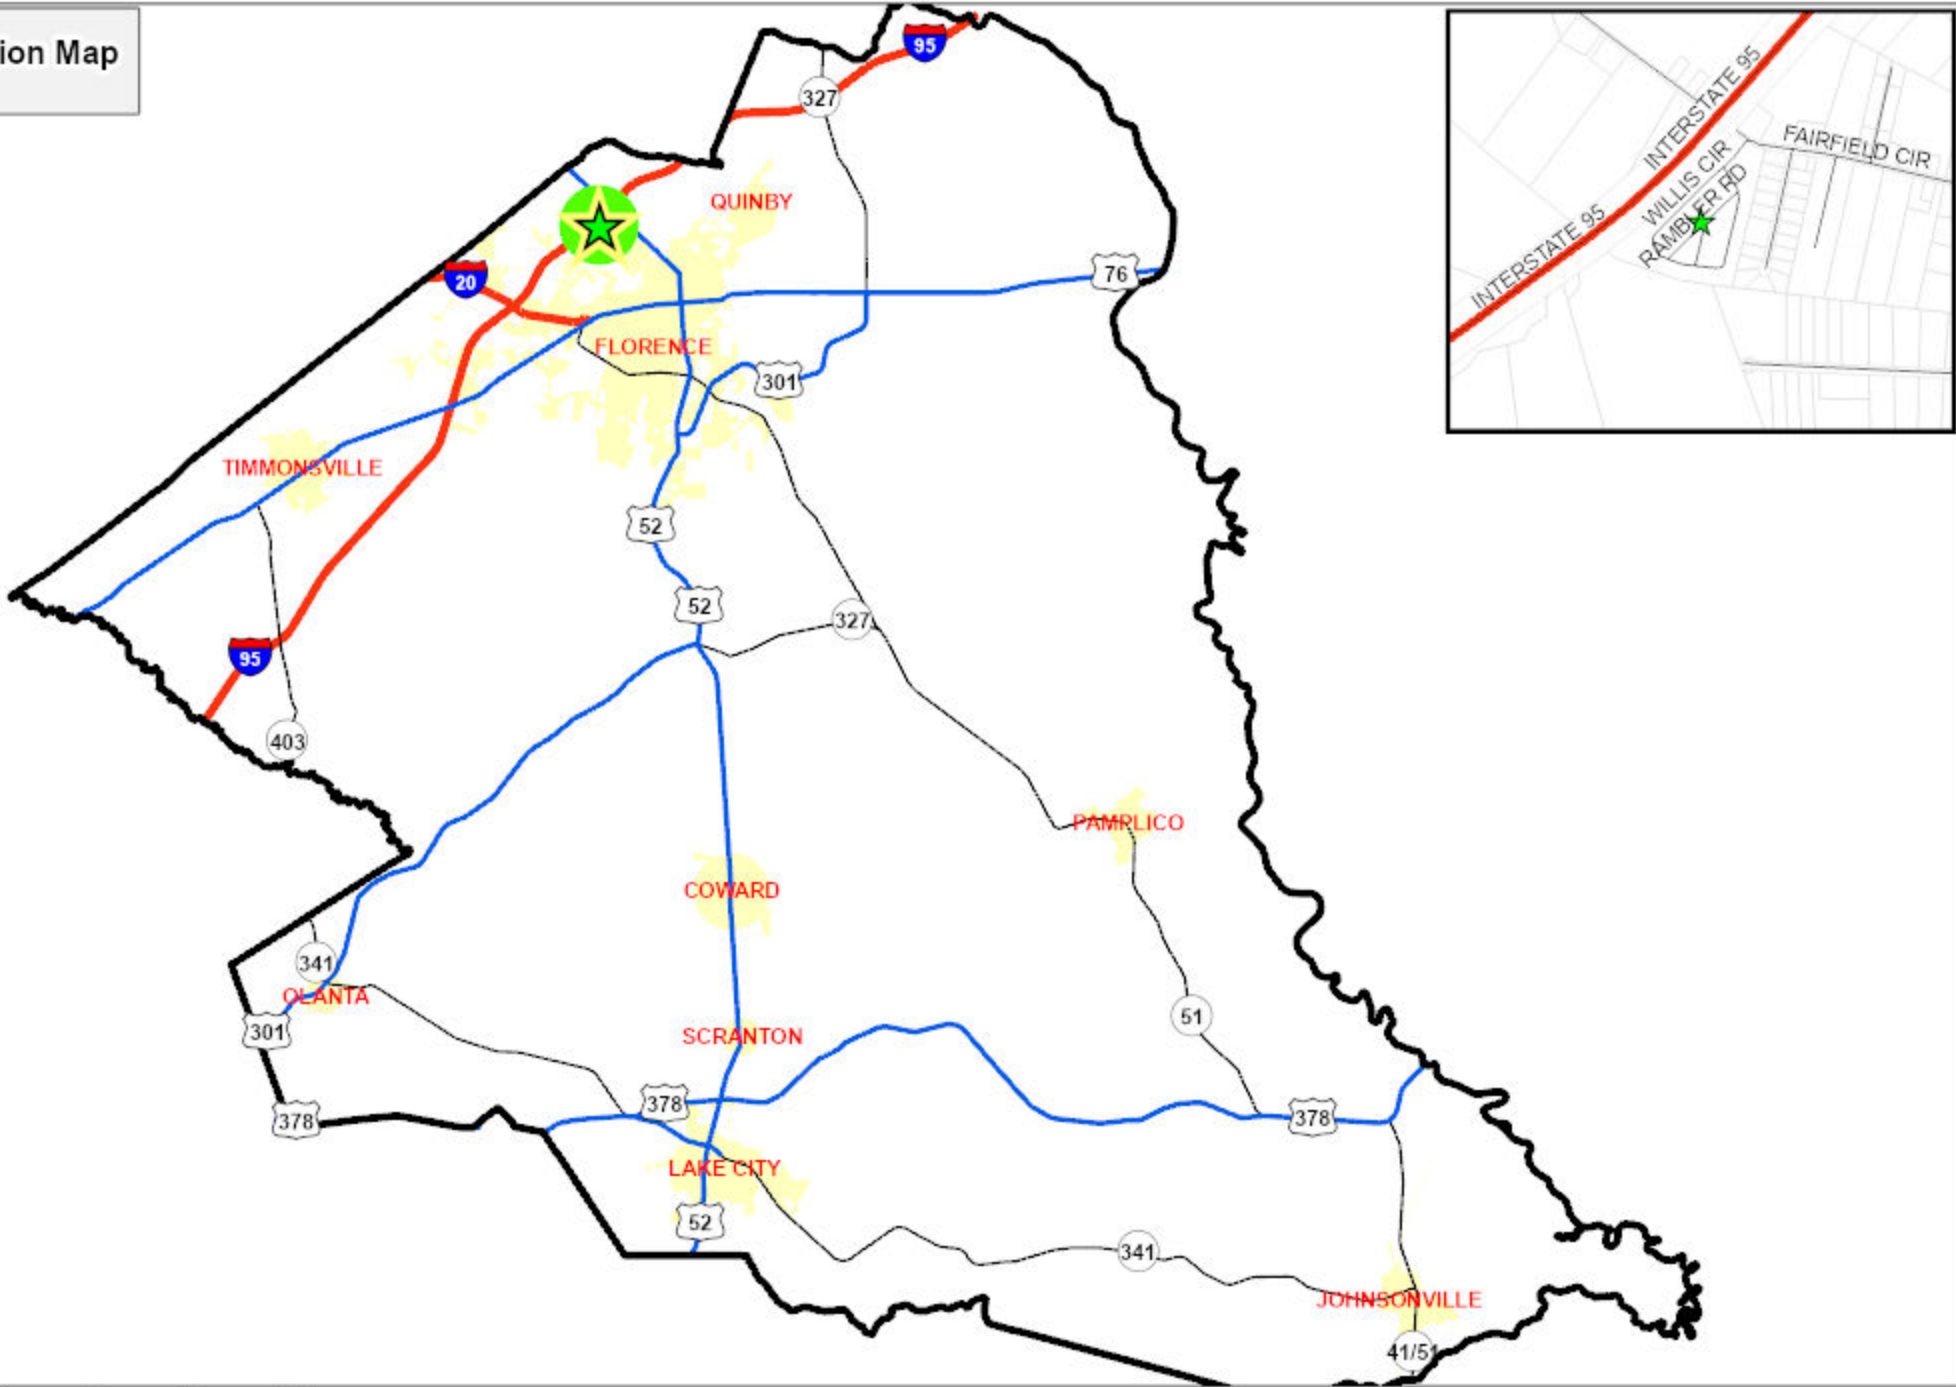 ion Map
95
327
QUINBY
20
76
FLORENCE
301
TIMMONSVILLE
52
52
327
95
403
PAMPLICO
COWARD
341
OLANTA
301
51
SCRANTON
378
378
378
LAKE CITY
52
341
JOHNSONVILLE
41/51
INTERSTATE 95
FAIRFIELD CIR
WILLIS CIR
RAMBLER RD
INTERSTATE 95